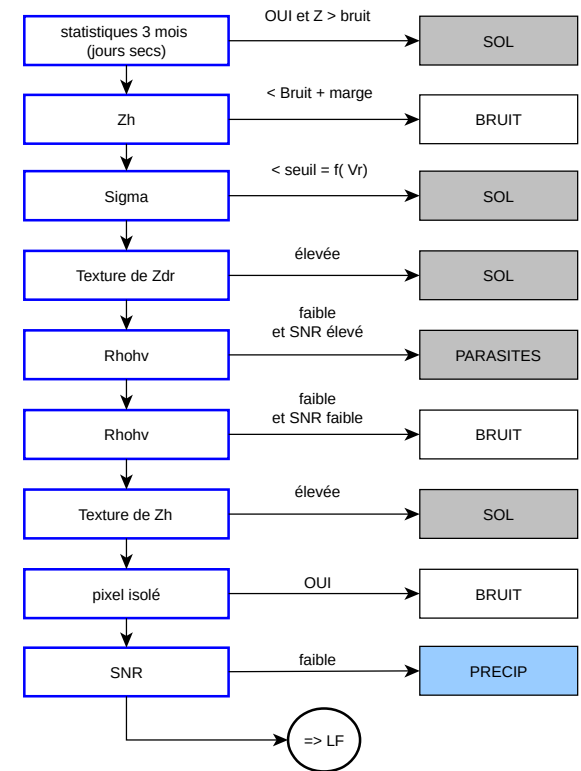 statistiques 3 mois
(jours secs)
OUI et Z > bruit
SOL
Zh
< Bruit + marge
BRUIT
Sigma
< seuil = f( Vr)
SOL
Texture de Zdr
élevée
SOL
Rhohv
faible
et SNR élevé
PARASITES
Rhohv
faible
et SNR faible
BRUIT
Texture de Zh
élevée
SOL
pixel isolé
OUI
BRUIT
SNR
faible
PRECIP
=> LF